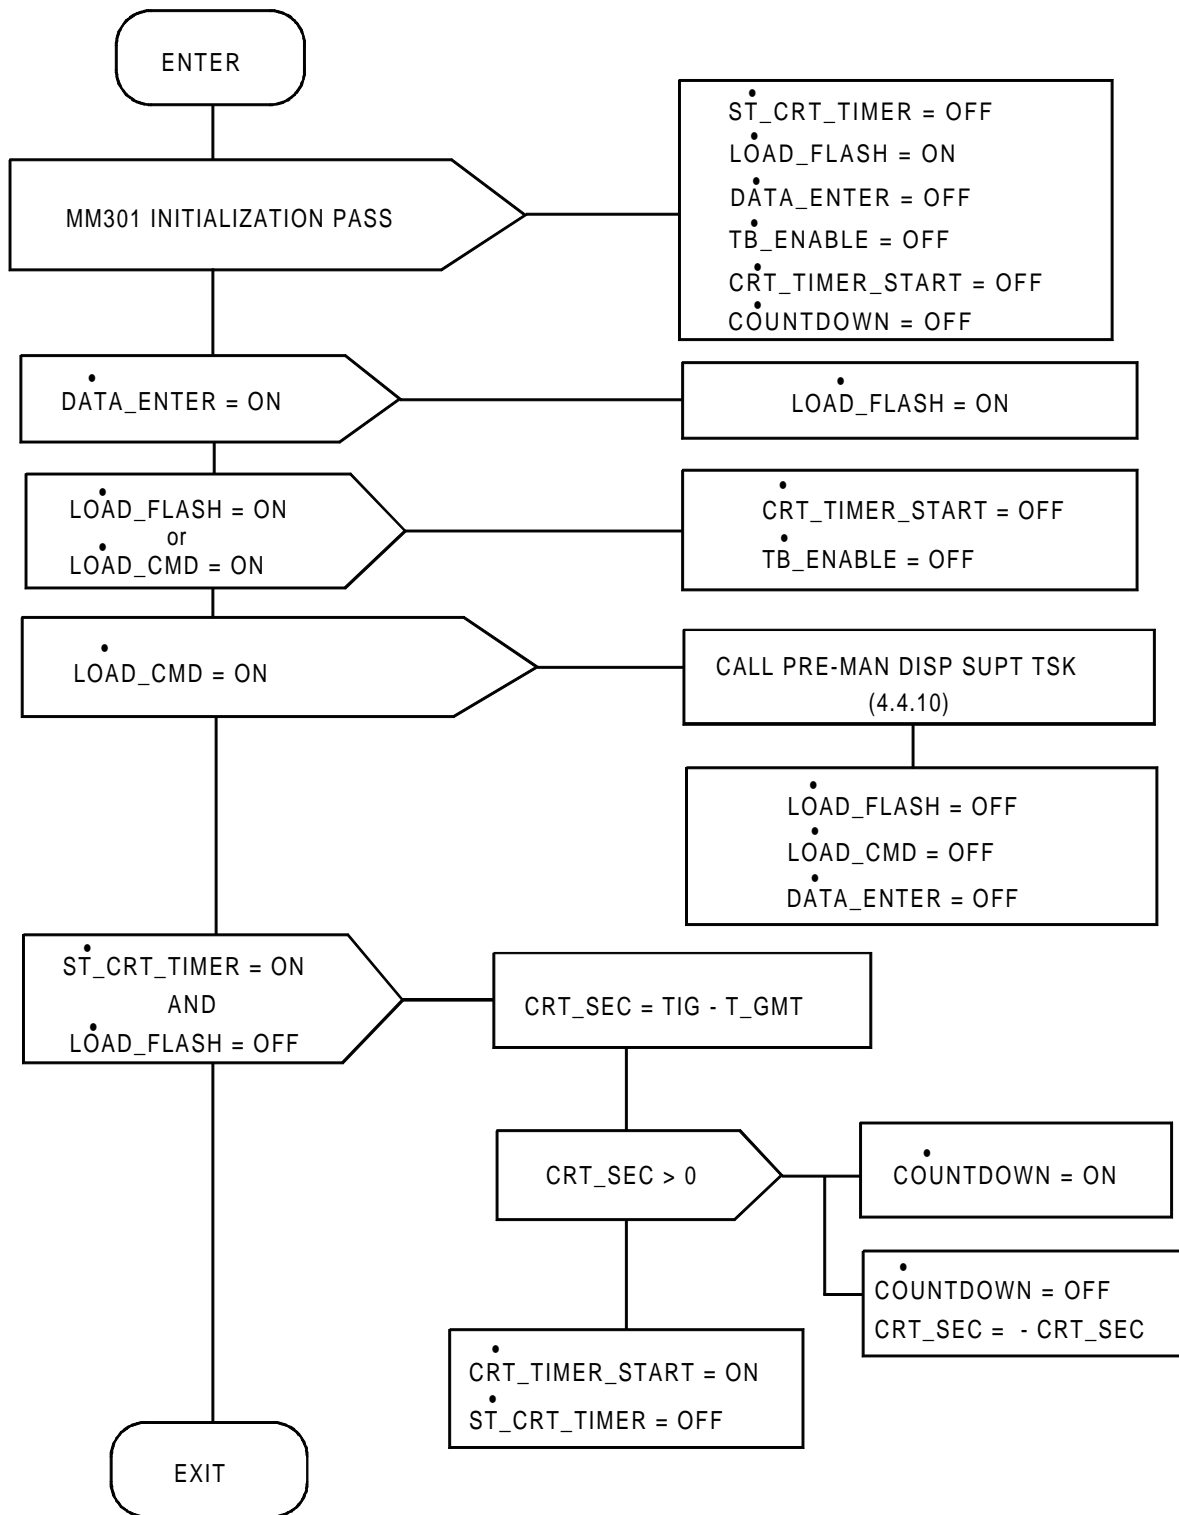 ENTER
ST_CRT_TIMER = OFF
LOAD_FLASH = ON
DATA_ENTER = OFF
TB_ENABLE = OFF
CRT_TIMER_START = OFF
COUNTDOWN = OFF
MM301 INITIALIZATION PASS
DATA_ENTER = ON
LOAD_FLASH = ON
LOAD_FLASH = ON
or
LOAD_CMD = ON
CRT_TIMER_START = OFF
TB_ENABLE = OFF
LOAD_CMD = ON
CALL PRE-MAN DISP SUPT TSK
(4.4.10)
LOAD_FLASH = OFF
LOAD_CMD = OFF
DATA_ENTER = OFF
ST_CRT_TIMER = ON
AND
LOAD_FLASH = OFF
CRT_SEC = TIG - T_GMT
CRT_SEC > 0
COUNTDOWN = ON
COUNTDOWN = OFF
CRT_SEC = - CRT_SEC
CRT_TIMER_START = ON
ST_CRT_TIMER = OFF
EXIT